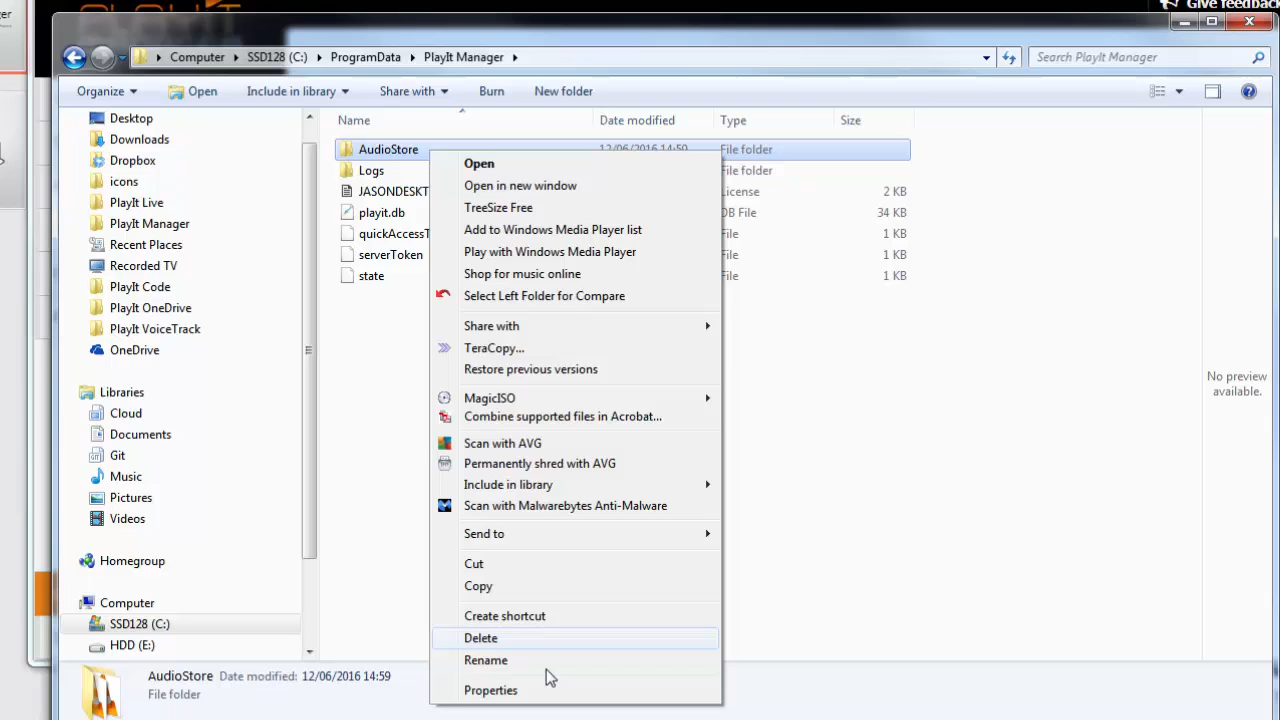 Give feedback
Computer SSD128 (C:) ProgramData PlayIt Manager
Search PlayIt Manager
Organize Open Include in library Share with Burn New folder
Name Date modified Type Size
Desktop
Downloads
Dropbox
icons
PlayIt Live
PlayIt Manager
Recent Places
Recorded TV
PlayIt Code
PlayIt OneDrive
PlayIt VoiceTrack
OneDrive
Libraries
Cloud
Documents
Git
Music
Pictures
Videos
Homegroup
Computer
SSD128 (C:)
HDD (E:)
AudioStore 12/06/2016 14:59 File folder
Logs File folder
JASONDESKT License 2 KB
playit.db DB File 34 KB
quickAccessT File 1 KB
serverToken File 1 KB
state File 1 KB
Open
Open in new window
TreeSize Free
Add to Windows Media Player list
Play with Windows Media Player
Shop for music online
Select Left Folder for Compare
Share with
TeraCopy...
Restore previous versions
MagicISO
Combine supported files in Acrobat...
Scan with AVG
Permanently shred with AVG
Include in library
Scan with Malwarebytes Anti-Malware
Send to
Cut
Copy
Create shortcut
Delete
Rename
Properties
No preview
available.
AudioStore Date modified: 12/06/2016 14:59
File folder